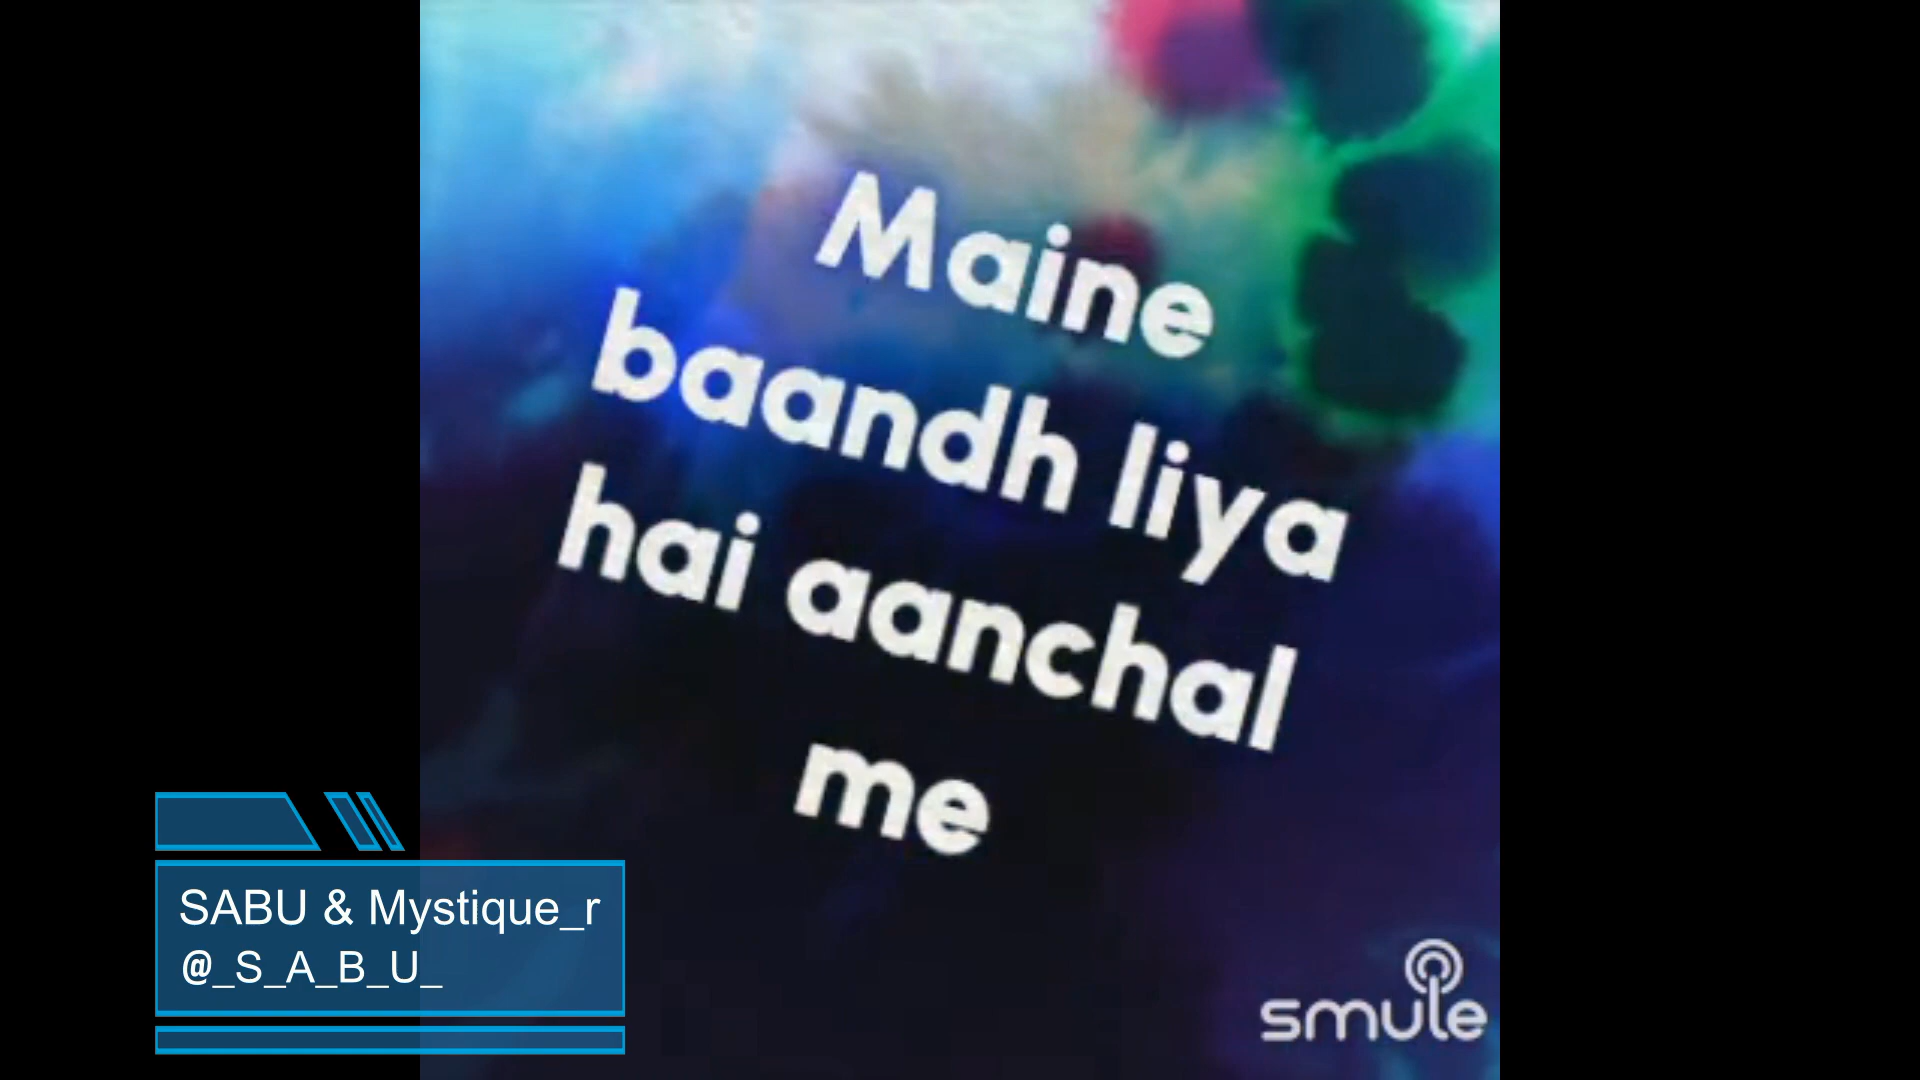 Maine
baandh liya
hai aanchal
me
SABU & Mystique_r
@_S_A_B_U_
smule